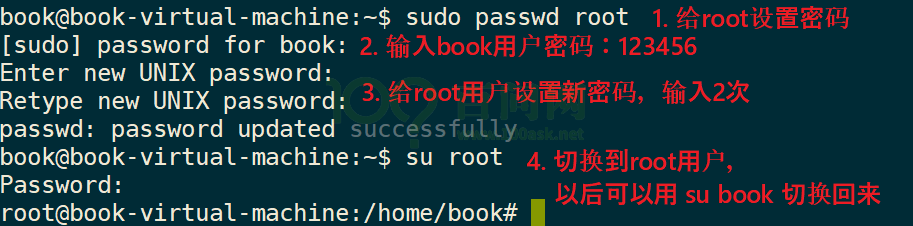 book@book-virtual-machine:~$ sudo passwd root 1. 给root设置密码
[sudo] password for book: 2. 输入book用户密码：123456
Enter new UNIX password:
Retype new UNIX password: 3. 给root用户设置新密码，输入2次
passwd: password updated successfully
book@book-virtual-machine:~$ su root 4. 切换到root用户，
Password: 以后可以用 su book 切换回来
root@book-virtual-machine:/home/book#